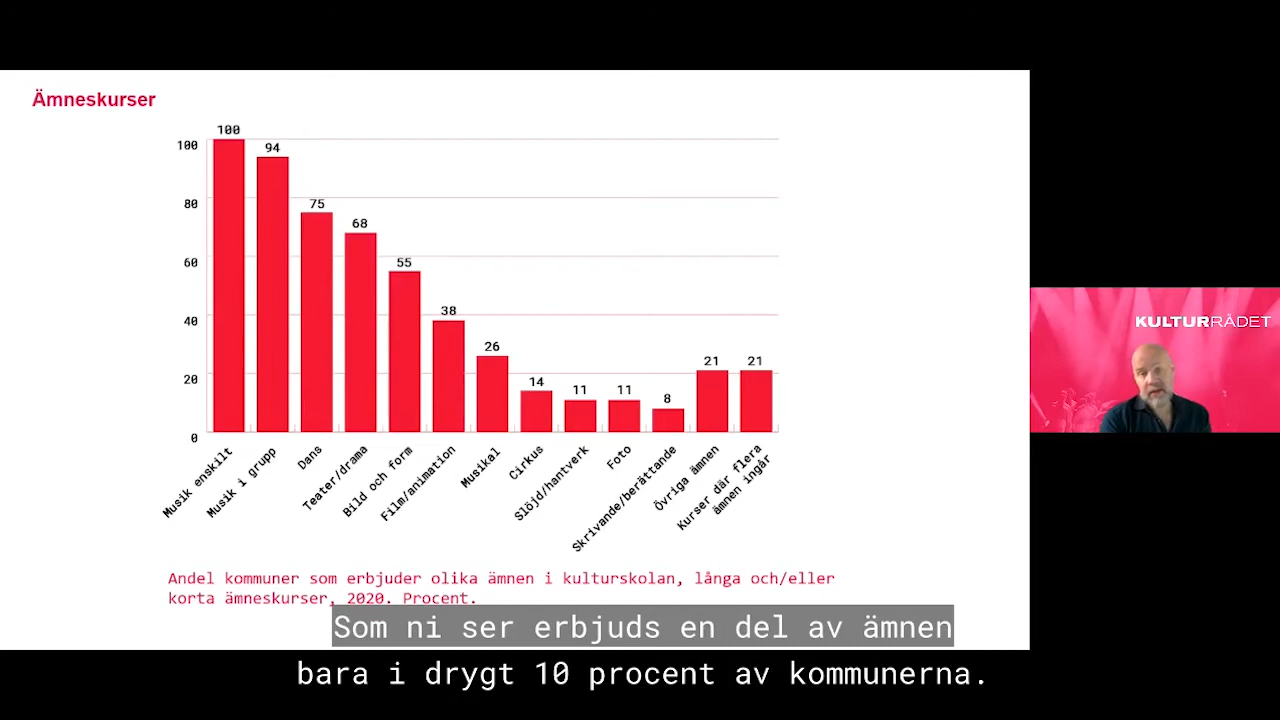 Ämneskurser
100
94
75
68
55
38
26
14
11
11
8
21
21
100
80
60
40
20
0
Musik enskilt
Musik i grupp
Dans
Teater/drama
Bild och form
Film/animation
Musikal
Cirkus
Slöjd/hantverk
Foto
Skrivande/berättande
Övriga ämnen
Kurser där flera
ämnen ingår
Andel kommuner som erbjuder olika ämnen i kulturskolan, långa och/eller
korta ämneskurser, 2020. Procent.
KULTURRÅDET
Som ni ser erbjuds en del av ämnen
bara i drygt 10 procent av kommunerna.